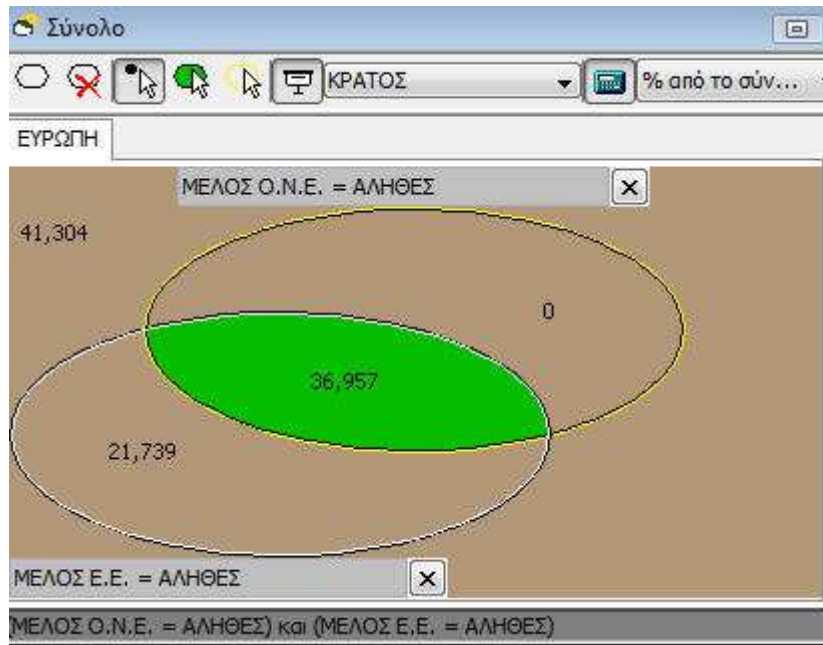 Σύνολο
ΚΡΑΤΟΣ % από το σύν...
ΕΥΡΩΠΗ
ΜΕΛΟΣ Ο.Ν.Ε. = ΑΛΗΘΕΣ
41,304
0
36,957
21,739
ΜΕΛΟΣ Ε.Ε. = ΑΛΗΘΕΣ
(ΜΕΛΟΣ Ο.Ν.Ε. = ΑΛΗΘΕΣ) και (ΜΕΛΟΣ Ε.Ε. = ΑΛΗΘΕΣ)